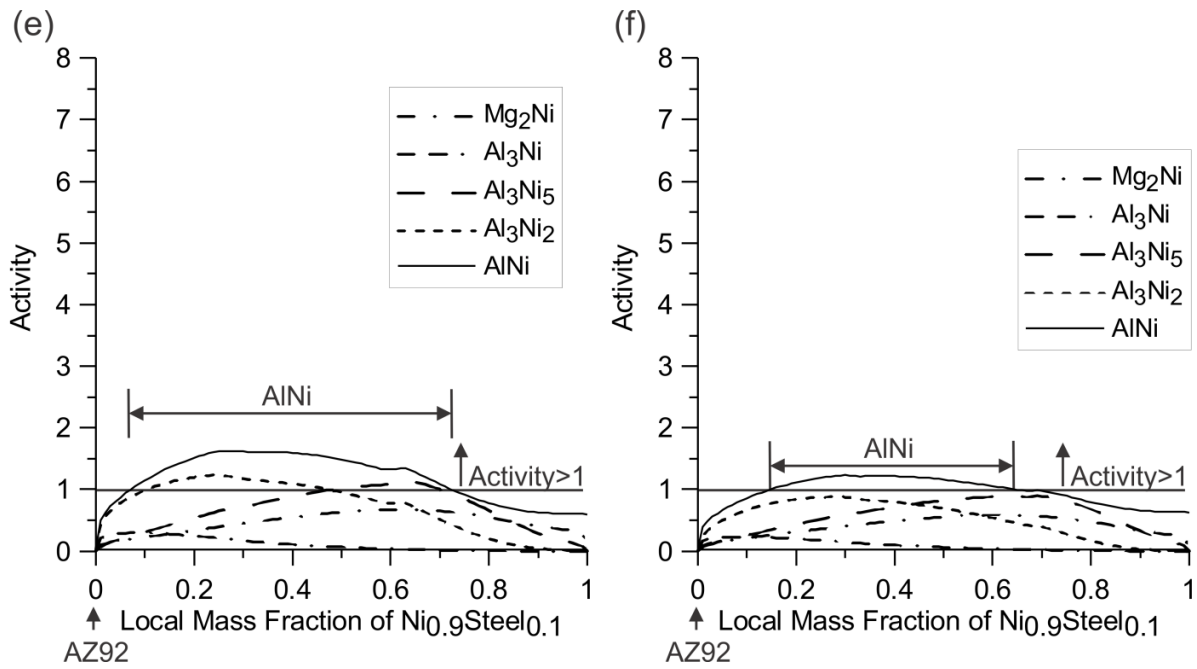 (e)
8
7
6
5
4
3
2
1
0
Activity
Mg2Ni
Al3Ni
Al3Ni5
Al3Ni2
AlNi
AlNi
Activity>1
0 0.2 0.4 0.6 0.8 1
Local Mass Fraction of Ni0.9Steel0.1
AZ92
(f)
8
7
6
5
4
3
2
1
0
Activity
Mg2Ni
Al3Ni
Al3Ni5
Al3Ni2
AlNi
AlNi
Activity>1
0 0.2 0.4 0.6 0.8 1
Local Mass Fraction of Ni0.9Steel0.1
AZ92